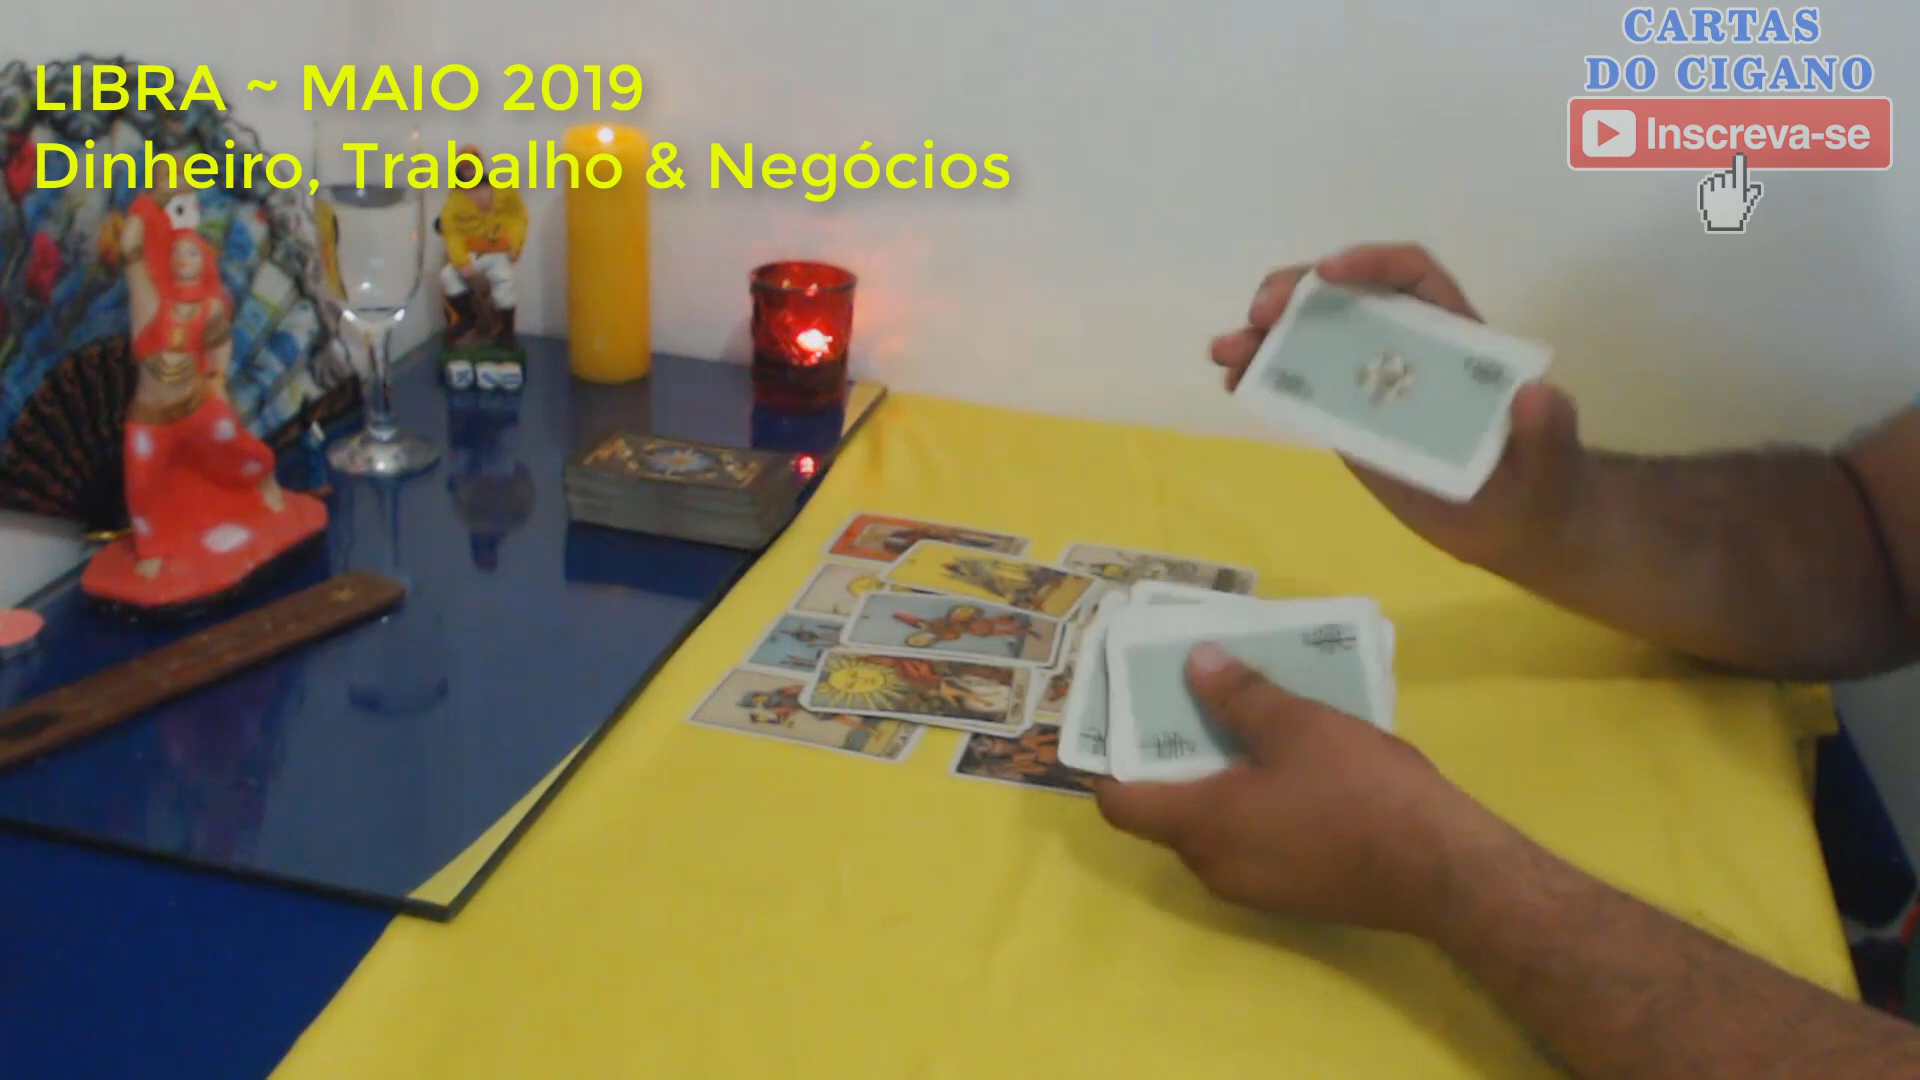 LIBRA ~ MAIO 2019
Dinheiro, Trabalho & Negócios
CARTAS
DO CIGANO
Inscreva-se